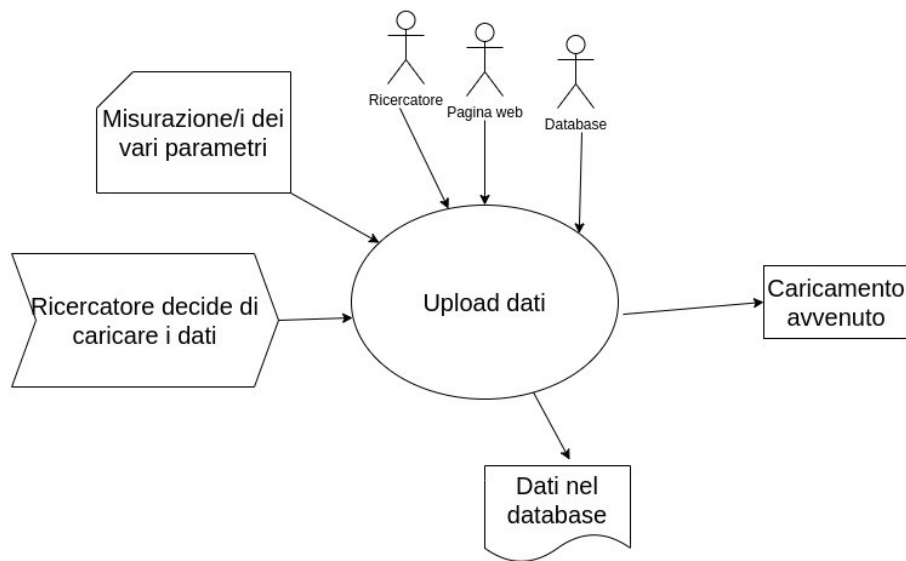 Ricercatore
Pagina web
Database
Misurazione/i dei
vari parametri
Ricercatore decide di
caricare i dati
Upload dati
Caricamento
avvenuto
Dati nel
database